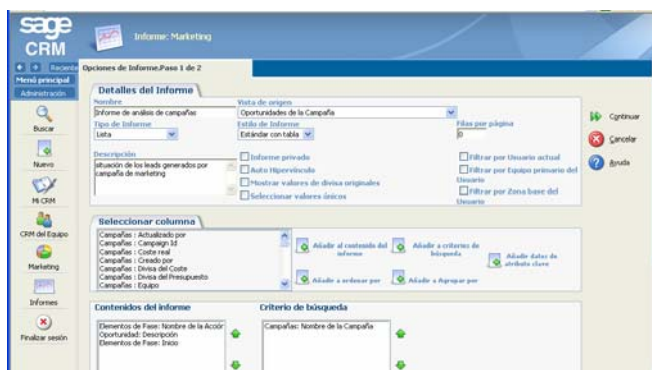 sage
CRM
Informe: Marketing
Reciente
Opciones de Informe.Paso 1 de 2
Menú principal
Administración
Buscar
Nuevo
Mi CRM
CRM del Equipo
Marketing
Informes
Finalizar sesión
Detalles del Informe
Nombre
Vista de origen
Informe de análisis de campañas
Oportunidades de la Campaña
Tipo de Informe
Estilo de Informe
Filas por página
Lista
Estándar con tabla
0
Descripción
situación de los leads generados por
campaña de marketing
Informe privado
Auto Hipervínculo
Mostrar valores de divisa originales
Seleccionar valores únicos
Filtrar por Usuario actual
Filtrar por Equipo primario del
Usuario
Filtrar por Zona base del
Usuario
Continuar
Cancelar
Ayuda
Seleccionar columna
Campañas : Actualizado por
Campañas : Campaign Id
Campañas : Coste real
Campañas : Creado por
Campañas : Divisa del Coste
Campañas : Divisa del Presupuesto
Campañas : Equipo
Añadir al contenido del
informe
Añadir a criterios de
búsqueda
Añadir datos de
atributo clave
Añadir a ordenar por
Añadir a Agrupar por
Contenidos del informe
Criterio de búsqueda
Elementos de Fase: Nombre de la Acción
Oportunidad: Descripción
Elementos de Fase: Inicio
Campañas: Nombre de la Campaña